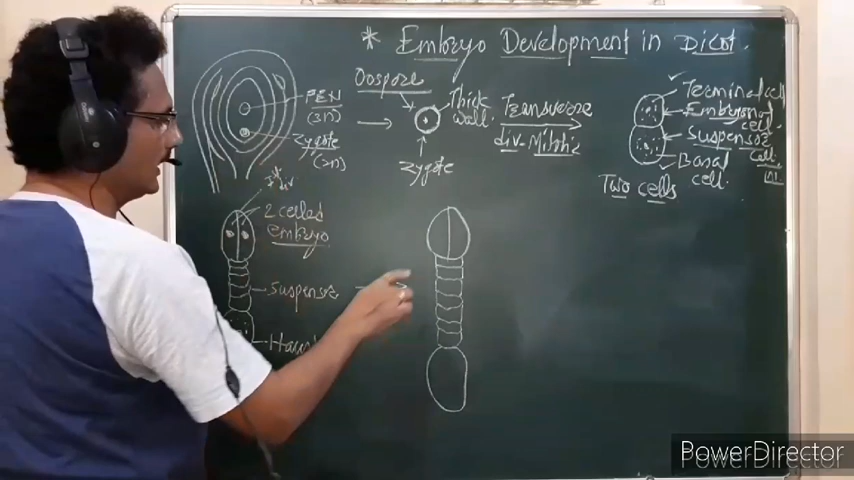 * Embryo Development in Dicot.
PEN
(3n)
Zygote
(2n)
Oospore
Thick
wall.
Zygote
Transverse
div-Mitotic
Terminal cell
Embryonal
cell.
Suspensor
cell.
Basal
cell.
Two cells
Ist div
2 celled
embryo
Suspensor
PowerDirector